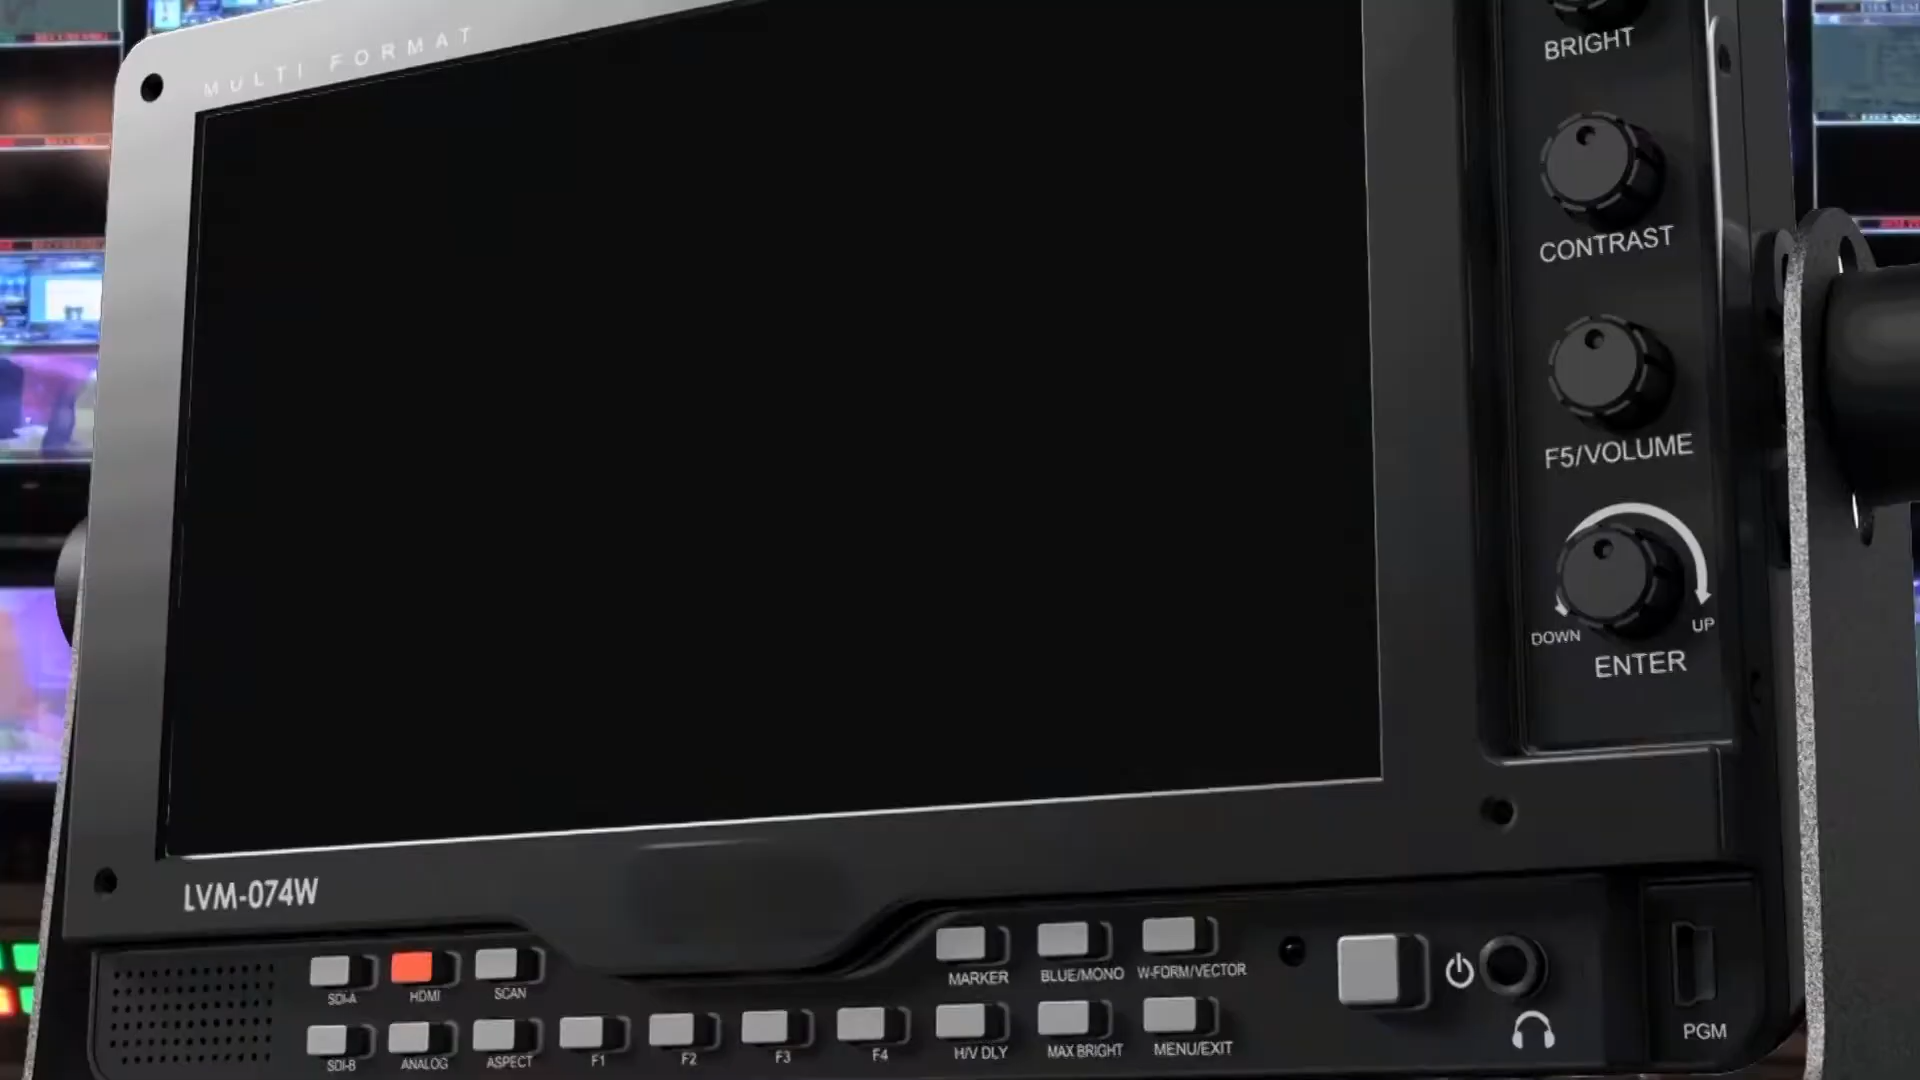 MULTI FORMAT
BRIGHT
CONTRAST
F5/VOLUME
DOWN
UP
ENTER
LVM-074W
SDI-A
HDMI
SCAN
MARKER
BLUE/MONO
W-FORM/VECTOR
SDI-B
ANALOG
ASPECT
F1
F2
F3
F4
H/V DLY
MAX BRIGHT
MENU/EXIT
PGM